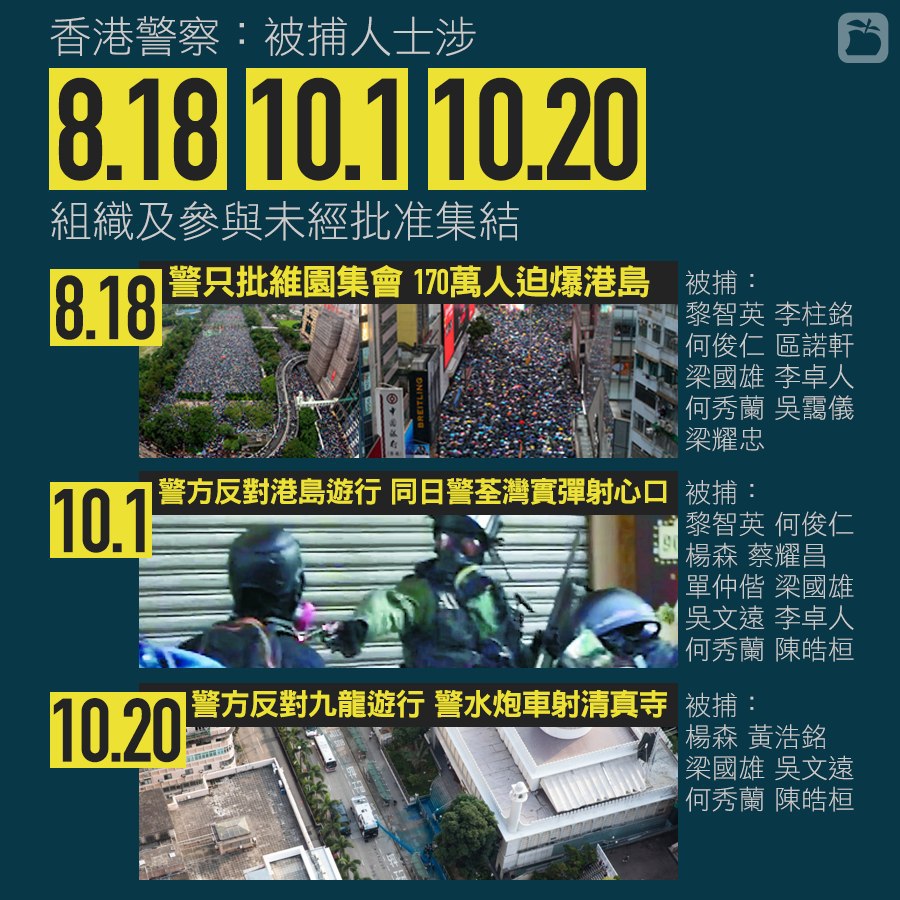 香港警察：被捕人士涉
8.18 10.1 10.20
組織及參與未經批准集結
8.18
警只批維園集會 170萬人迫爆港島
中國銀行
BREITLING
被捕：
黎智英 李柱銘
何俊仁 區諾軒
梁國雄 李卓人
何秀蘭 吳靄儀
梁耀忠
10.1
警方反對港島遊行 同日警荃灣實彈射心口
被捕：
黎智英 何俊仁
楊森 蔡耀昌
單仲偕 梁國雄
吳文遠 李卓人
何秀蘭 陳皓桓
10.20
警方反對九龍遊行 警水炮車射清真寺
被捕：
楊森 黃浩銘
梁國雄 吳文遠
何秀蘭 陳皓桓